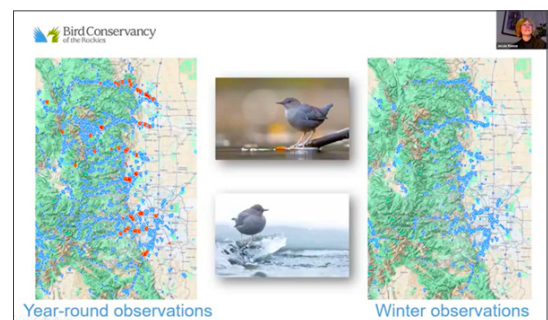 Bird Conservancy
of the Rockies
Year-round observations
Winter observations